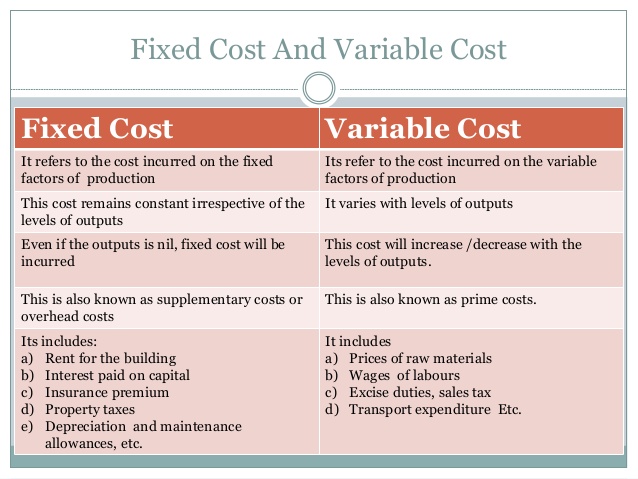 Fixed Cost And Variable Cost
Fixed Cost
Variable Cost
It refers to the cost incurred on the fixed
factors of production
Its refer to the cost incurred on the variable
factors of production
This cost remains constant irrespective of the
levels of outputs
It varies with levels of outputs
Even if the outputs is nil, fixed cost will be
incurred
This cost will increase /decrease with the
levels of outputs.
This is also known as supplementary costs or
overhead costs
This is also known as prime costs.
Its includes:
a) Rent for the building
b) Interest paid on capital
c) Insurance premium
d) Property taxes
e) Depreciation and maintenance
allowances, etc.
It includes
a) Prices of raw materials
b) Wages of labours
c) Excise duties, sales tax
d) Transport expenditure Etc.